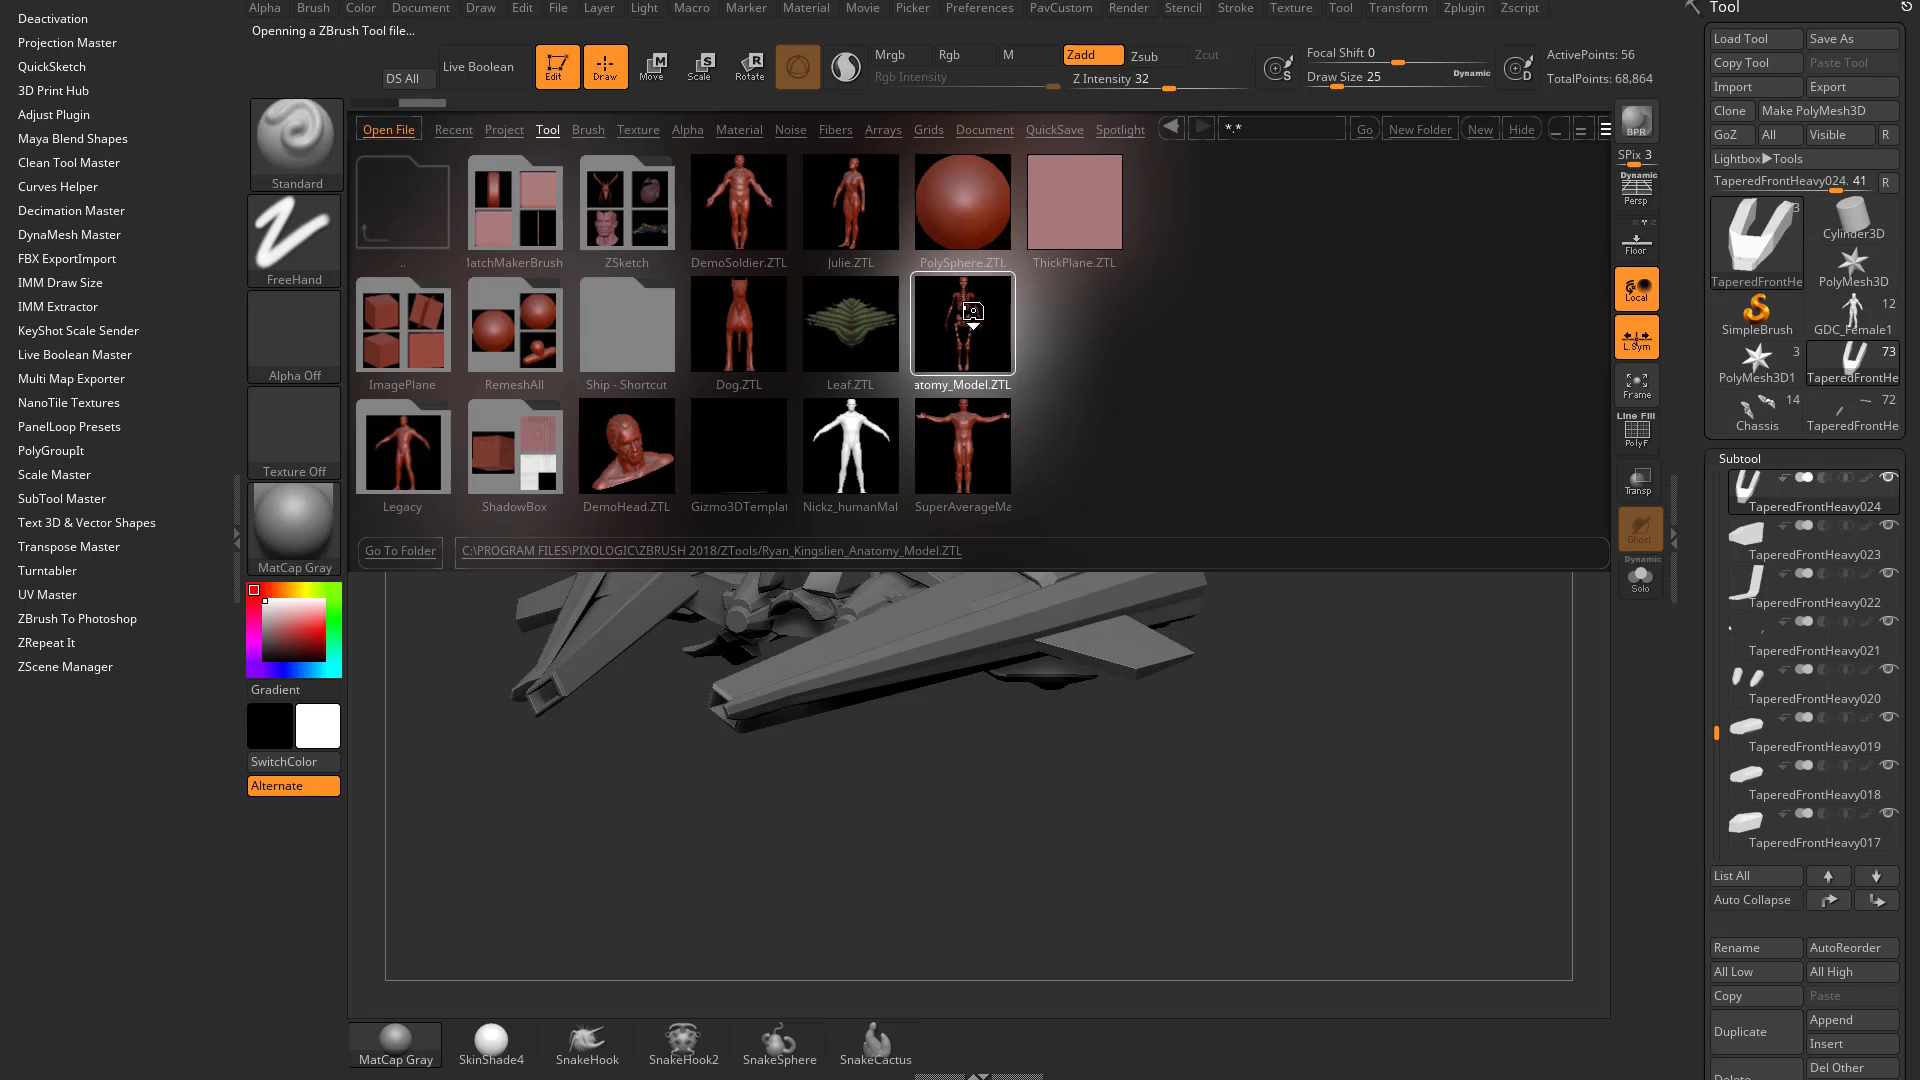 Alpha Brush Color Document Draw Edit File Layer Light Macro Marker Material Movie Picker Preferences PavCustom Render Stencil Stroke Texture Tool Transform Zplugin Zscript
Openning a ZBrush Tool file...
DS All
Live Boolean
Edit
Draw
Move
Scale
Rotate
Mrgb Rgb M
Rgb Intensity
Zadd Zsub Zcut
Z Intensity 32
Focal Shift 0
Draw Size 25
Dynamic
ActivePoints: 56
TotalPoints: 68,864
Deactivation
Projection Master
QuickSketch
3D Print Hub
Adjust Plugin
Maya Blend Shapes
Clean Tool Master
Curves Helper
Decimation Master
DynaMesh Master
FBX ExportImport
IMM Draw Size
IMM Extractor
KeyShot Scale Sender
Live Boolean Master
Multi Map Exporter
NanoTile Textures
PanelLoop Presets
PolyGroupIt
Scale Master
SubTool Master
Text 3D & Vector Shapes
Transpose Master
Turntabler
UV Master
ZBrush To Photoshop
ZRepeat It
ZScene Manager
Standard
FreeHand
Alpha Off
Texture Off
MatCap Gray
Gradient
SwitchColor
Alternate
Open File Recent Project Tool Brush Texture Alpha Material Noise Fibers Arrays Grids Document QuickSave Spotlight *.* Go New Folder New Hide
.. MatchMakerBrush ZSketch DemoSoldier.ZTL Julie.ZTL PolySphere.ZTL ThickPlane.ZTL
ImagePlane RemeshAll Ship - Shortcut Dog.ZTL Leaf.ZTL atomy_Model.ZTL
Legacy ShadowBox DemoHead.ZTL Gizmo3DTemplat Nickz_humanMal SuperAverageMa
Go To Folder C:\PROGRAM FILES\PIXOLOGIC\ZBRUSH 2018/ZTools/Ryan_Kingslien_Anatomy_Model.ZTL
MatCap Gray SkinShade4 SnakeHook SnakeHook2 SnakeSphere SnakeCactus
BPR
SPix 3
Dynamic
Persp
Floor
Local
L.Sym
Frame
Line Fill
PolyF
Transp
Ghost
Dynamic
Solo
Tool
Load Tool Save As
Copy Tool Paste Tool
Import Export
Clone Make PolyMesh3D
GoZ All Visible R
Lightbox▶Tools
TaperedFrontHeavy024. 41 R
TaperedFrontHe
Cylinder3D
PolyMesh3D
SimpleBrush
12
GDC_Female1
3
PolyMesh3D1
73
TaperedFrontHe
14
Chassis
72
TaperedFrontHe
Subtool
TaperedFrontHeavy024
TaperedFrontHeavy023
TaperedFrontHeavy022
TaperedFrontHeavy021
TaperedFrontHeavy020
TaperedFrontHeavy019
TaperedFrontHeavy018
TaperedFrontHeavy017
List All
Auto Collapse
Rename AutoReorder
All Low All High
Copy Paste
Duplicate Append
Insert
Del Other